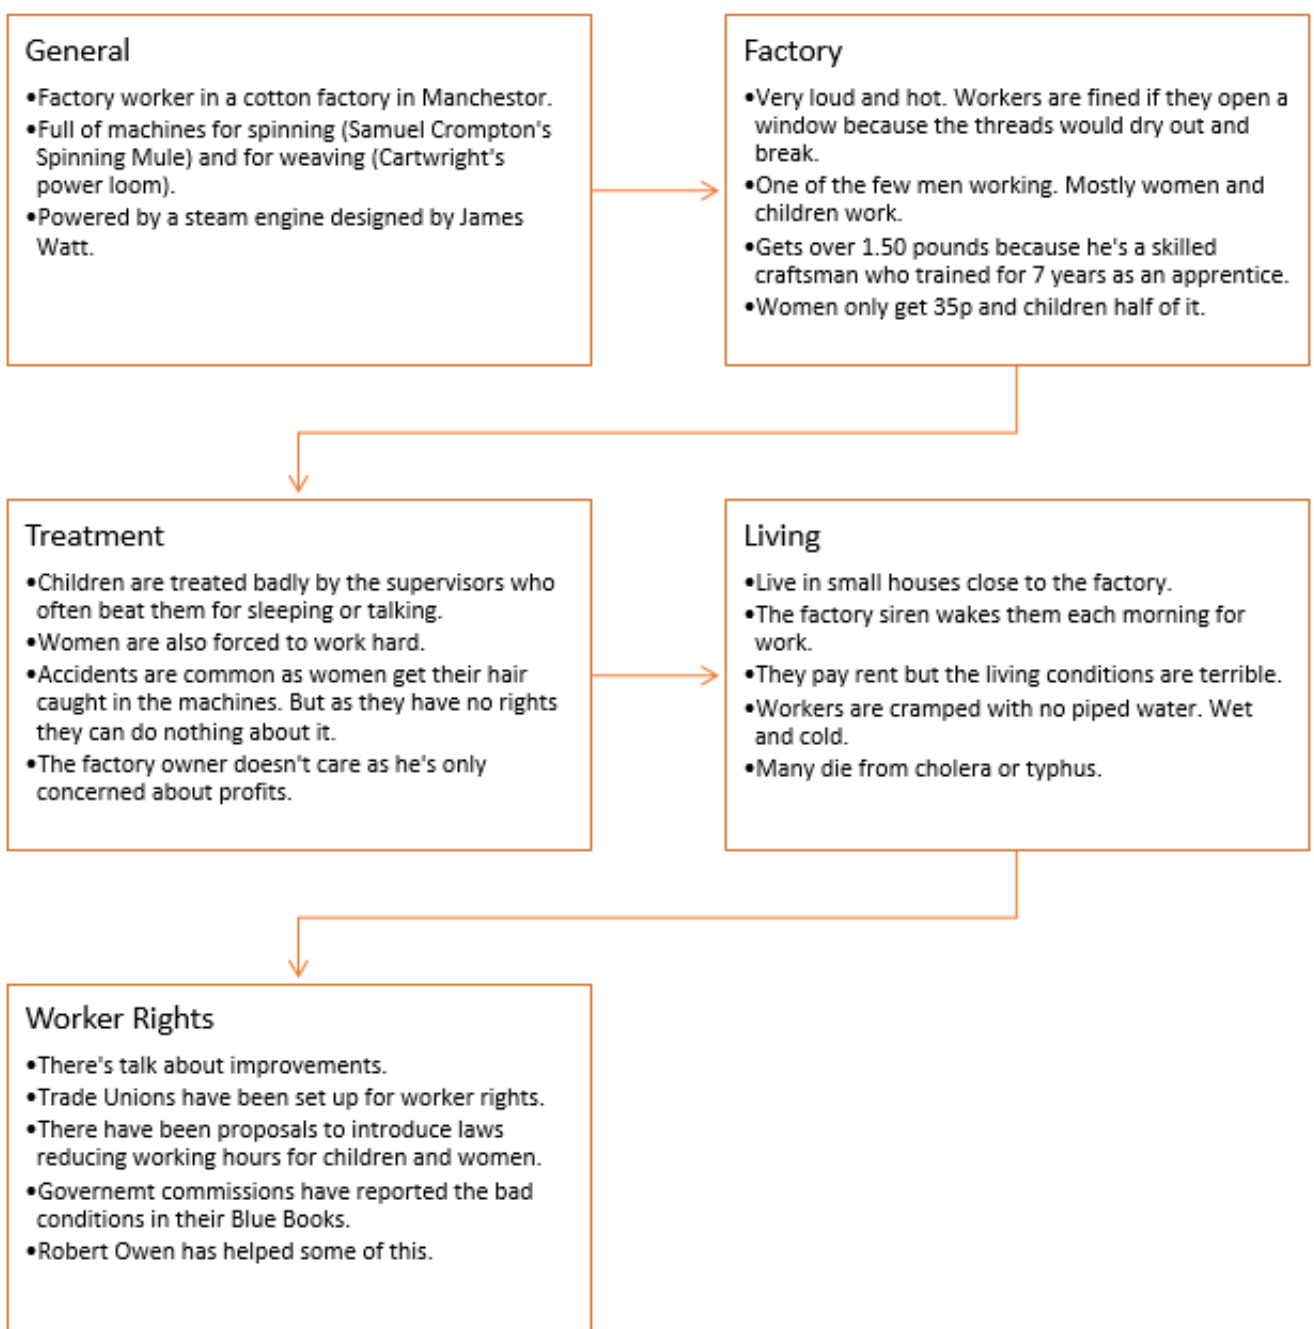 General
•Factory worker in a cotton factory in Manchestor.
•Full of machines for spinning (Samuel Crompton's
Spinning Mule) and for weaving (Cartwright's
power loom).
•Powered by a steam engine designed by James
Watt.
Factory
•Very loud and hot. Workers are fined if they open a
window because the threads would dry out and
break.
•One of the few men working. Mostly women and
children work.
•Gets over 1.50 pounds because he's a skilled
craftsman who trained for 7 years as an apprentice.
•Women only get 35p and children half of it.
Treatment
•Children are treated badly by the supervisors who
often beat them for sleeping or talking.
•Women are also forced to work hard.
•Accidents are common as women get their hair
caught in the machines. But as they have no rights
they can do nothing about it.
•The factory owner doesn't care as he's only
concerned about profits.
Living
•Live in small houses close to the factory.
•The factory siren wakes them each morning for
work.
•They pay rent but the living conditions are terrible.
•Workers are cramped with no piped water. Wet
and cold.
•Many die from cholera or typhus.
Worker Rights
•There's talk about improvements.
•Trade Unions have been set up for worker rights.
•There have been proposals to introduce laws
reducing working hours for children and women.
•Governemt commissions have reported the bad
conditions in their Blue Books.
•Robert Owen has helped some of this.